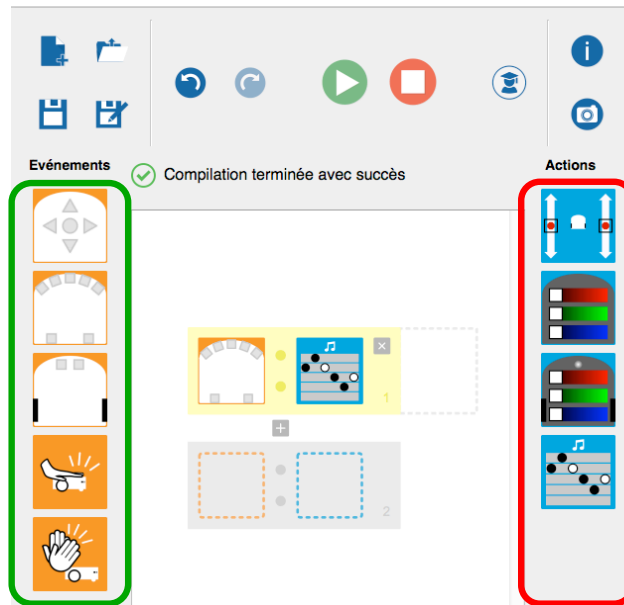 i
Evénements
Compilation terminée avec succès
Actions
1
2